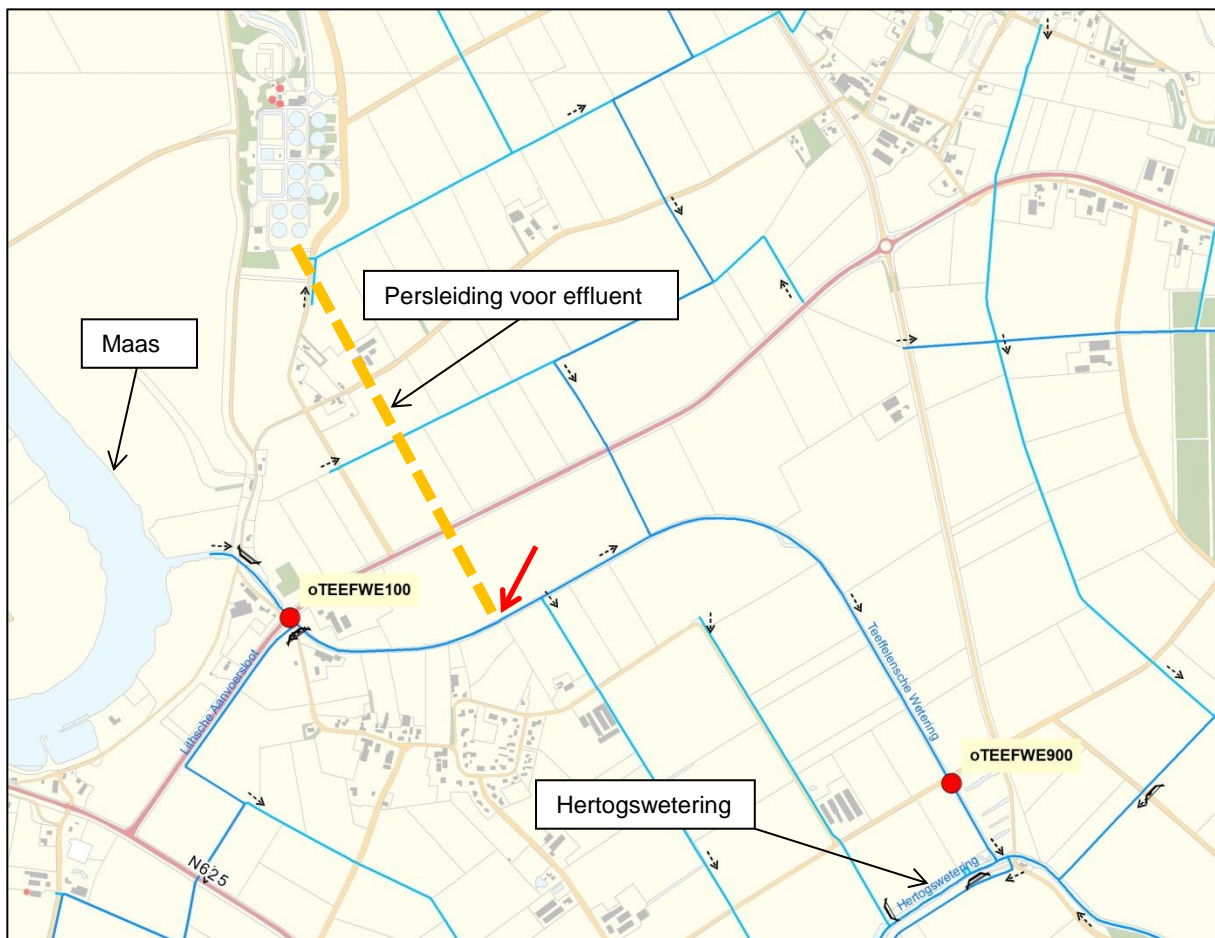 Persleiding voor effluent
Maas
oTEEFWE100
Lithsche Aanvoersloot
Teeffelensche Wetering
oTEEFWE900
Hertogswetering
N625
Hertogswetering